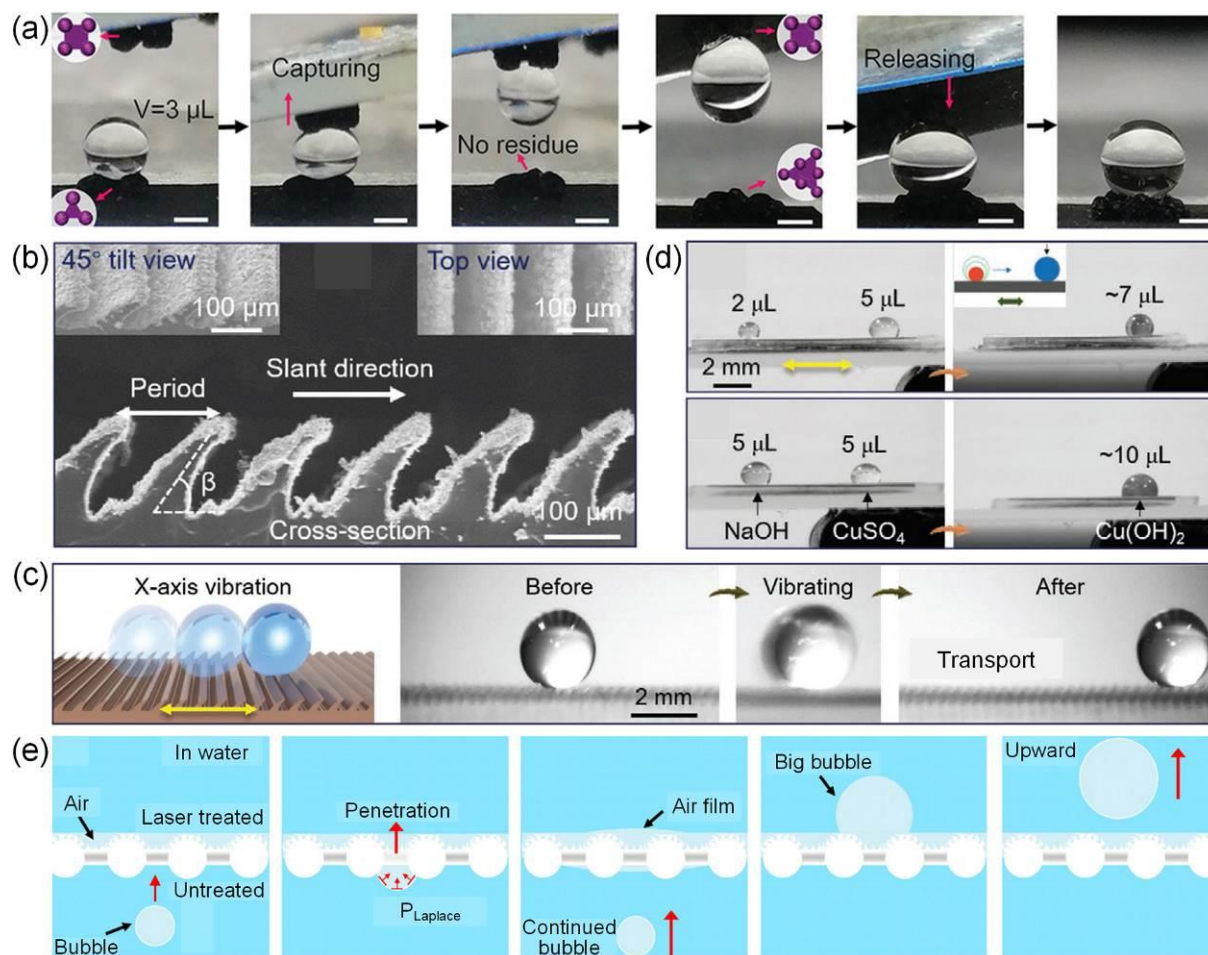 (a)
V=3 μL
Capturing
No residue
Releasing
(b)
45° tilt view
100 μm
Top view
100 μm
Period
Slant direction
β
Cross-section
100 μm
(d)
2 μL
5 μL
2 mm
~7 μL
5 μL
5 μL
NaOH
CuSO₄
~10 μL
Cu(OH)₂
(c)
X-axis vibration
Before
2 mm
Vibrating
After
Transport
(e)
In water
Air
Laser treated
Untreated
Bubble
Penetration
P_Laplace
Air film
Continued
bubble
Big bubble
Upward